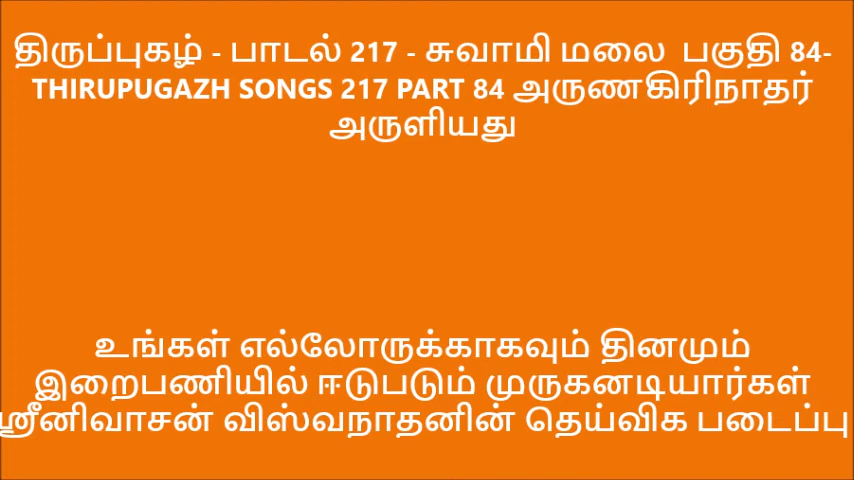 திருப்புகழ் - பாடல் 217 - சுவாமி மலை பகுதி 84-
THIRUPUGAZH SONGS 217 PART 84 அருணகிரிநாதர்
அருளியது
உங்கள் எல்லோருக்காகவும் தினமும்
இறைபணியில் ஈடுபடும் முருகனடியார்கள்
ஸ்ரீனிவாசன் விஸ்வநாதனின் தெய்விக படைப்பு